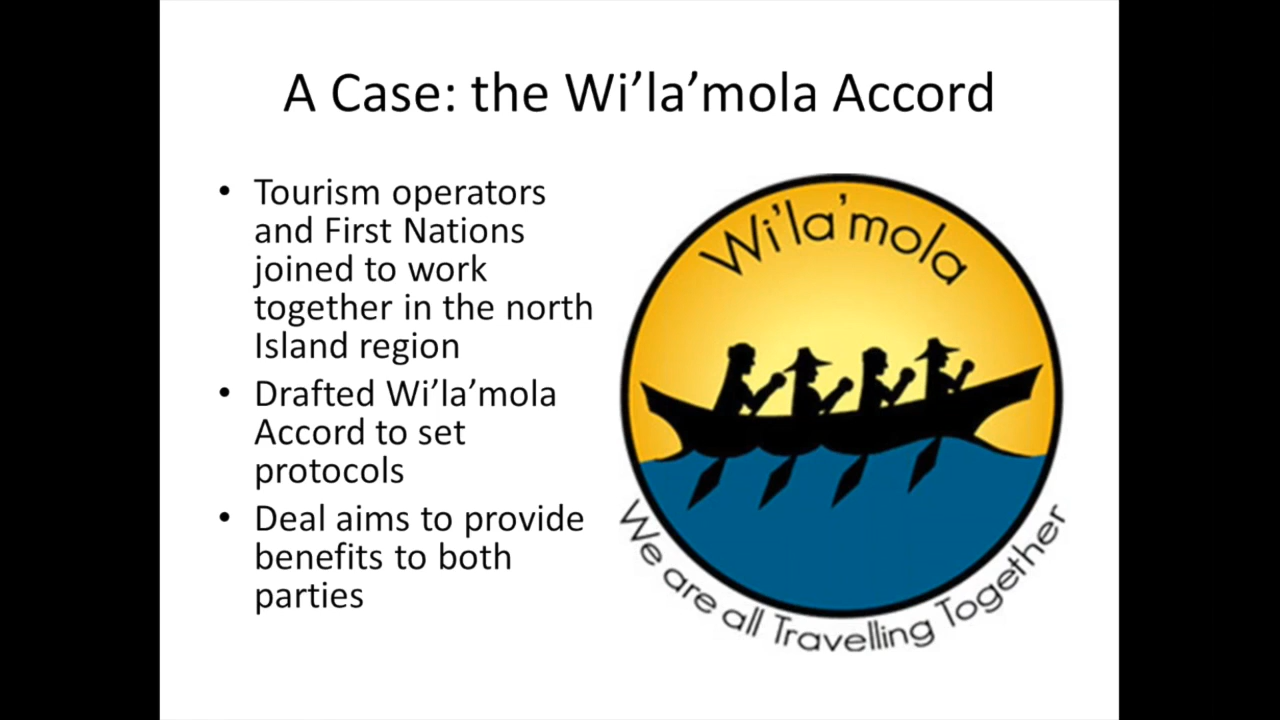 A Case: the Wi’la’mola Accord
• Tourism operators
and First Nations
joined to work
together in the north
Island region
• Drafted Wi’la’mola
Accord to set
protocols
• Deal aims to provide
benefits to both
parties
Wi’la’mola
We are all Travelling Together